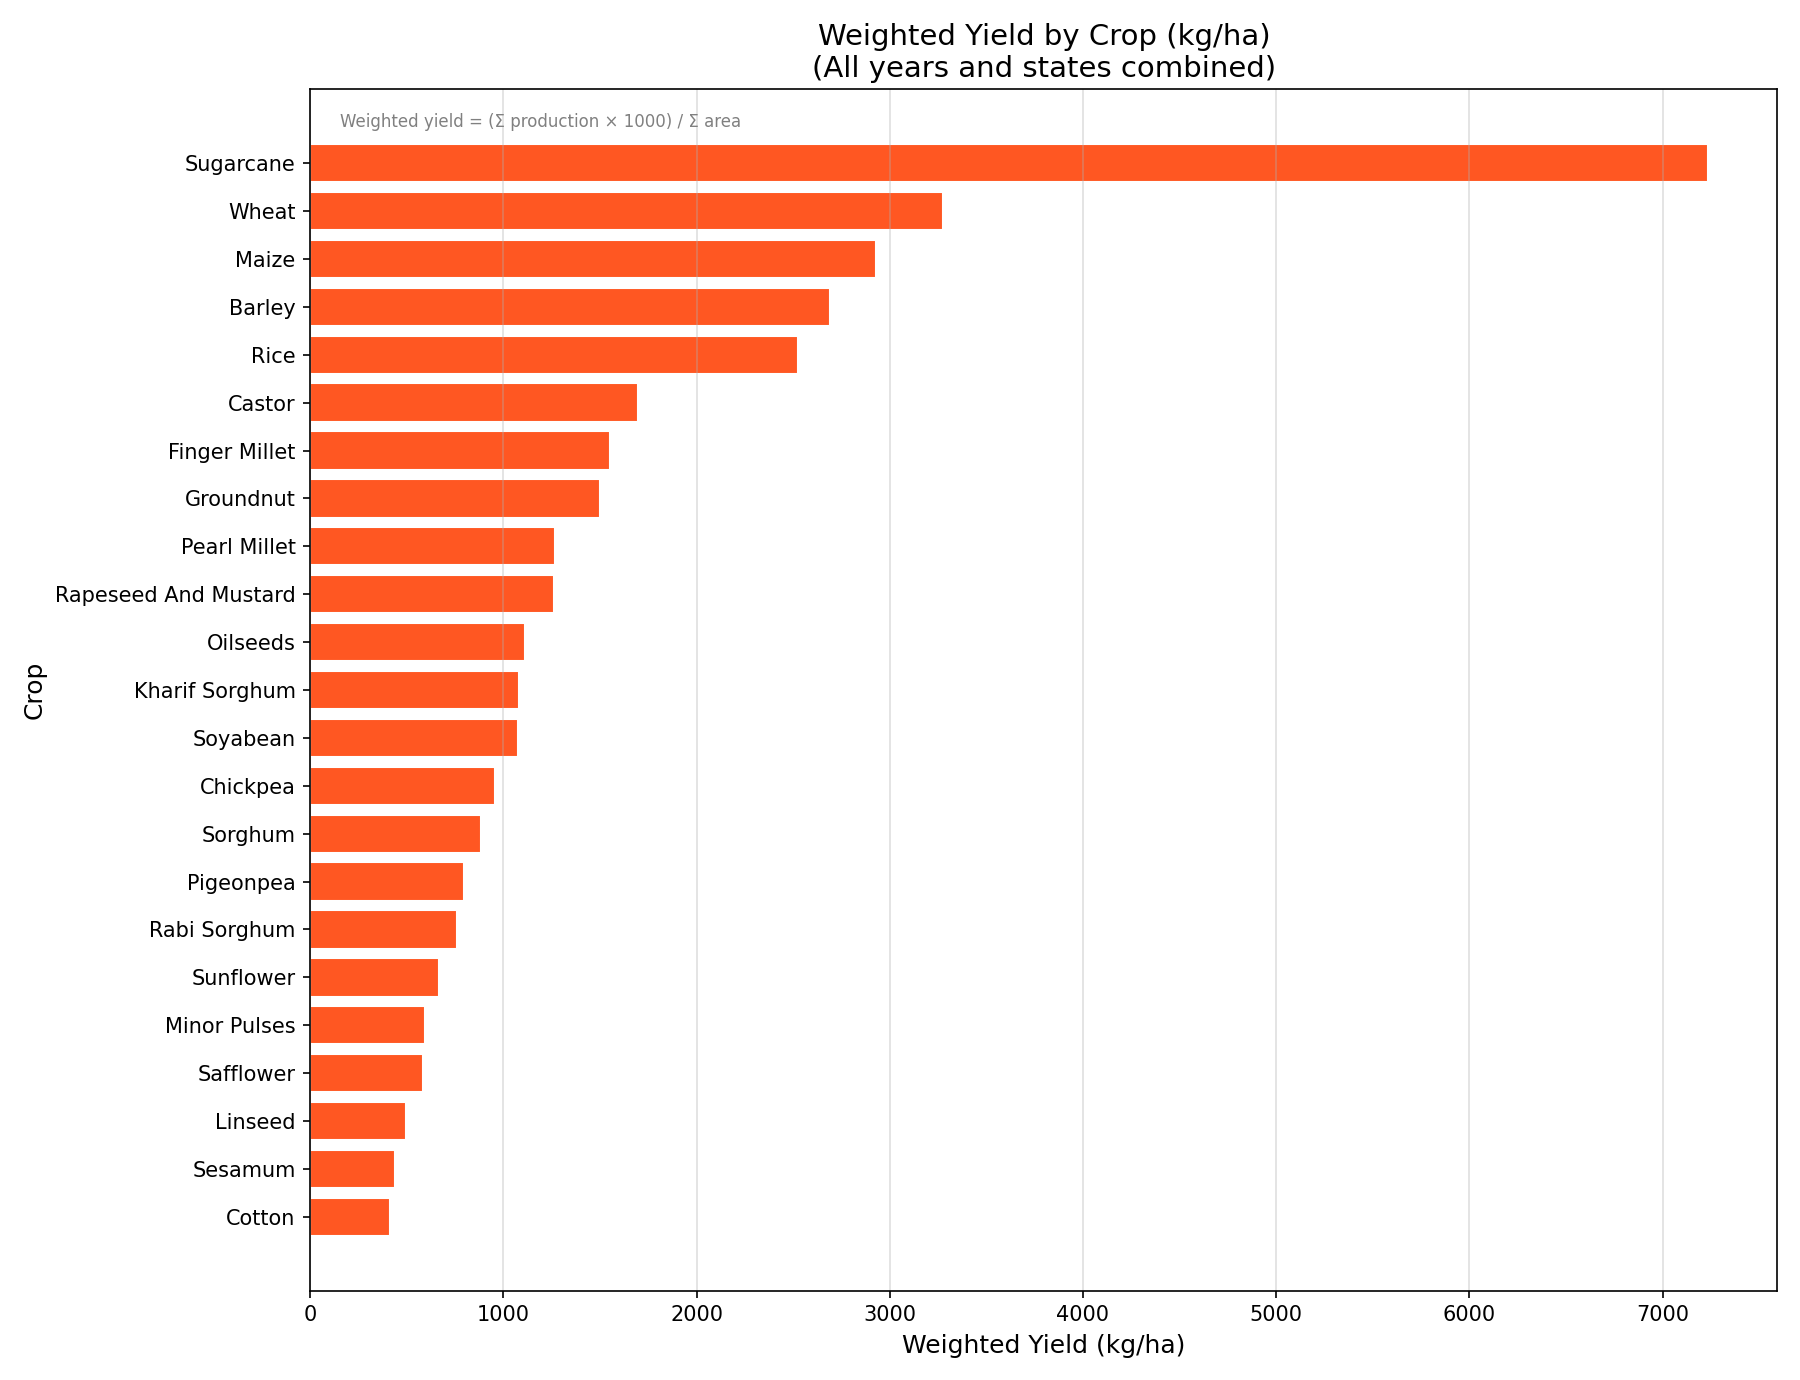 Weighted Yield by Crop (kg/ha)
(All years and states combined)
Weighted yield = (Σ production × 1000) / Σ area
Sugarcane
Wheat
Maize
Barley
Rice
Castor
Finger Millet
Groundnut
Pearl Millet
Rapeseed And Mustard
Oilseeds
Kharif Sorghum
Soyabean
Chickpea
Sorghum
Pigeonpea
Rabi Sorghum
Sunflower
Minor Pulses
Safflower
Linseed
Sesamum
Cotton
Crop
0 1000 2000 3000 4000 5000 6000 7000
Weighted Yield (kg/ha)